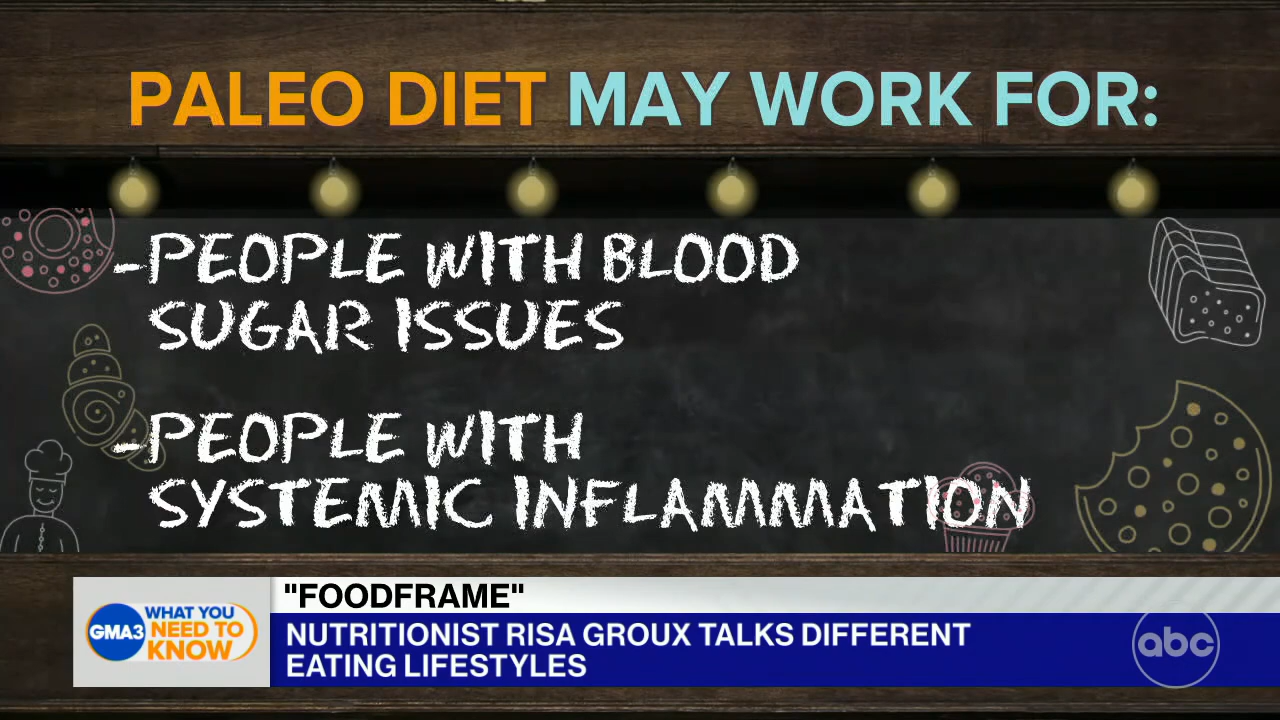 PALEO DIET MAY WORK FOR:
-PEOPLE WITH BLOOD
SUGAR ISSUES
-PEOPLE WITH
SYSTEMIC INFLAMMATION
"FOODFRAME"
GMA3
WHAT YOU
NEED TO
KNOW
NUTRITIONIST RISA GROUX TALKS DIFFERENT
EATING LIFESTYLES
abc